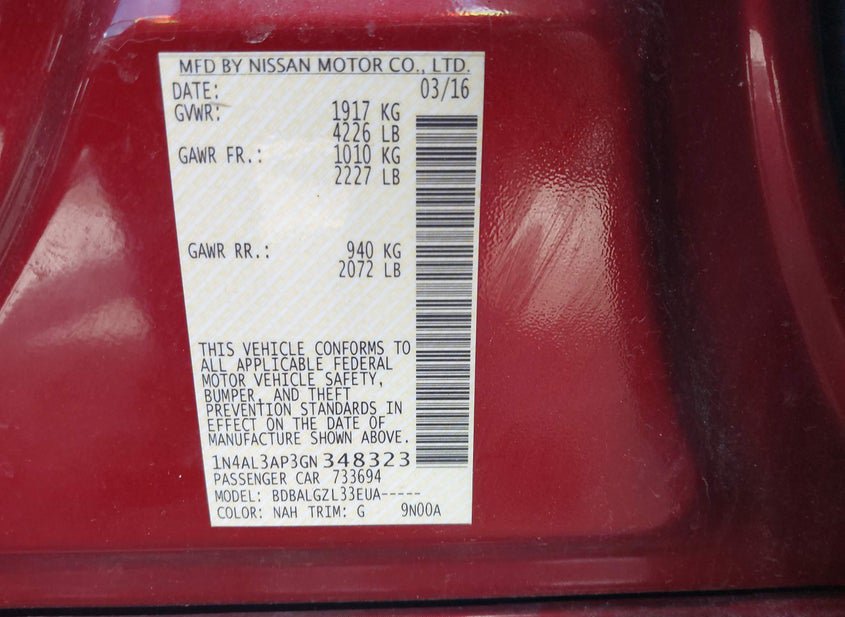 MFD BY NISSAN MOTOR CO., LTD.
DATE: 03/16
GVWR: 1917 KG
4226 LB
GAWR FR.: 1010 KG
2227 LB
GAWR RR.: 940 KG
2072 LB
THIS VEHICLE CONFORMS TO
ALL APPLICABLE FEDERAL
MOTOR VEHICLE SAFETY,
BUMPER, AND THEFT
PREVENTION STANDARDS IN
EFFECT ON THE DATE OF
MANUFACTURE SHOWN ABOVE.
1N4AL3AP3GN348323
PASSENGER CAR 733694
MODEL: BDBALGZL33EUA-----
COLOR: NAH TRIM: G 9N00A